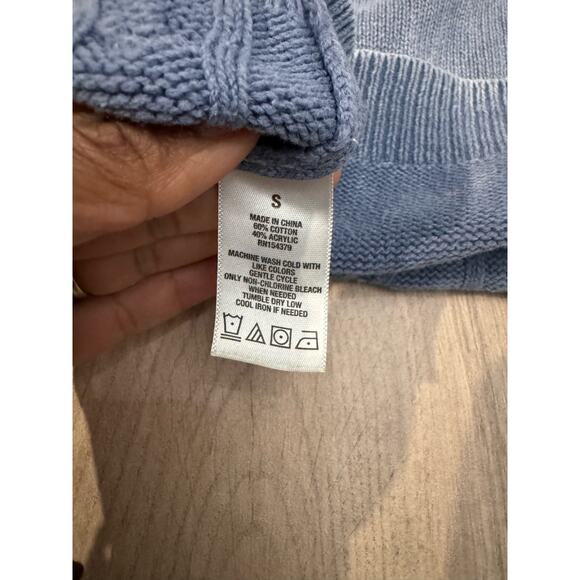 S
MADE IN CHINA
60% COTTON
40% ACRYLIC
RN154379
MACHINE WASH COLD WITH
LIKE COLORS
GENTLE CYCLE
ONLY NON-CHLORINE BLEACH
WHEN NEEDED
TUMBLE DRY LOW
COOL IRON IF NEEDED